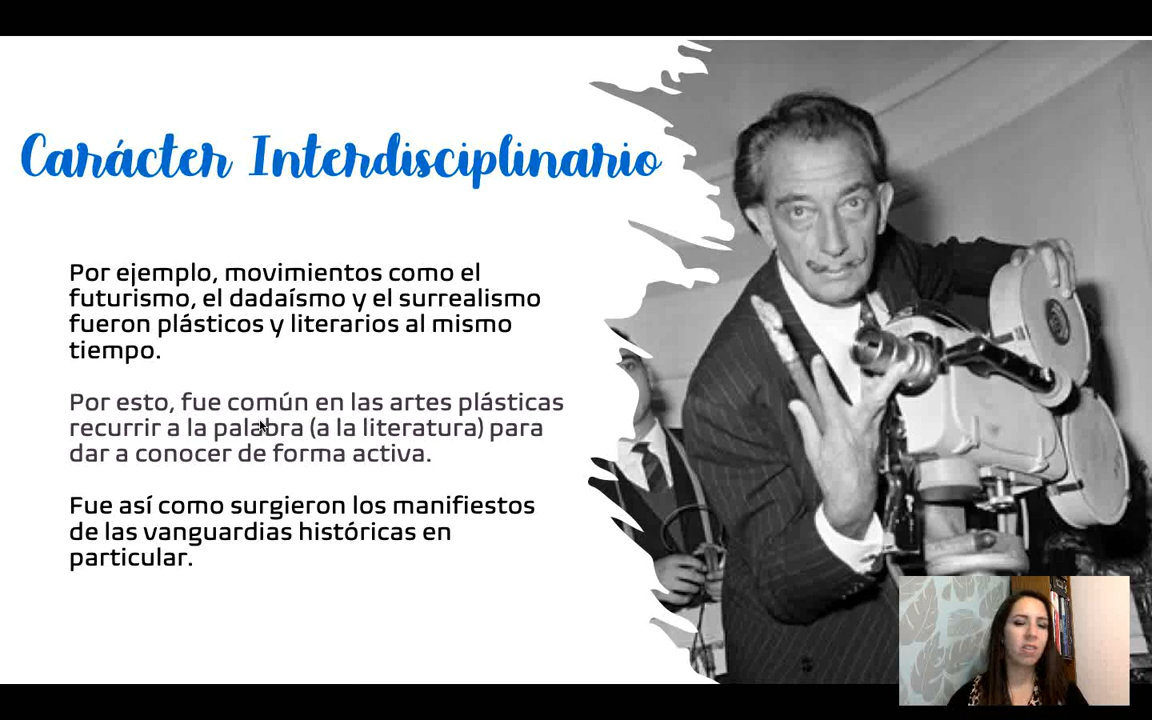 Carácter Interdisciplinario
Por ejemplo, movimientos como el
futurismo, el dadaísmo y el surrealismo
fueron plásticos y literarios al mismo
tiempo.
Por esto, fue común en las artes plásticas
recurrir a la palabra (a la literatura) para
dar a conocer de forma activa.
Fue así como surgieron los manifiestos
de las vanguardias históricas en
particular.